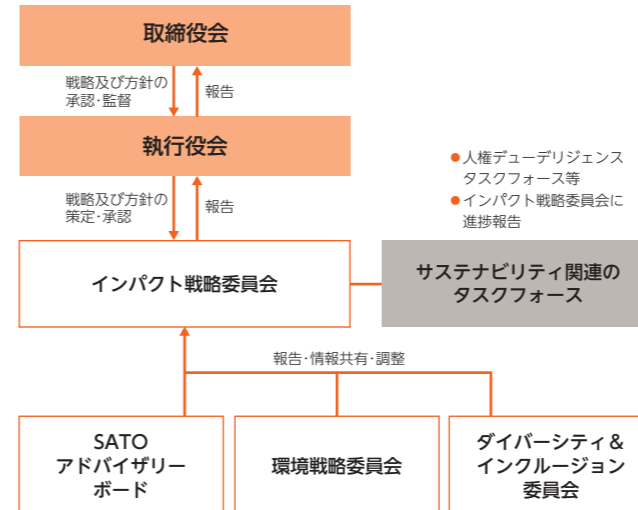 取締役会
戦略及び方針の
承認・監督
報告
執行役会
戦略及び方針の
策定・承認
報告
●人権デューデリジェンス
タスクフォース等
●インパクト戦略委員会に
進捗報告
インパクト戦略委員会
サステナビリティ関連の
タスクフォース
報告・情報共有・調整
SATO
アドバイザリー
ボード
環境戦略委員会
ダイバーシティ＆
インクルージョン
委員会